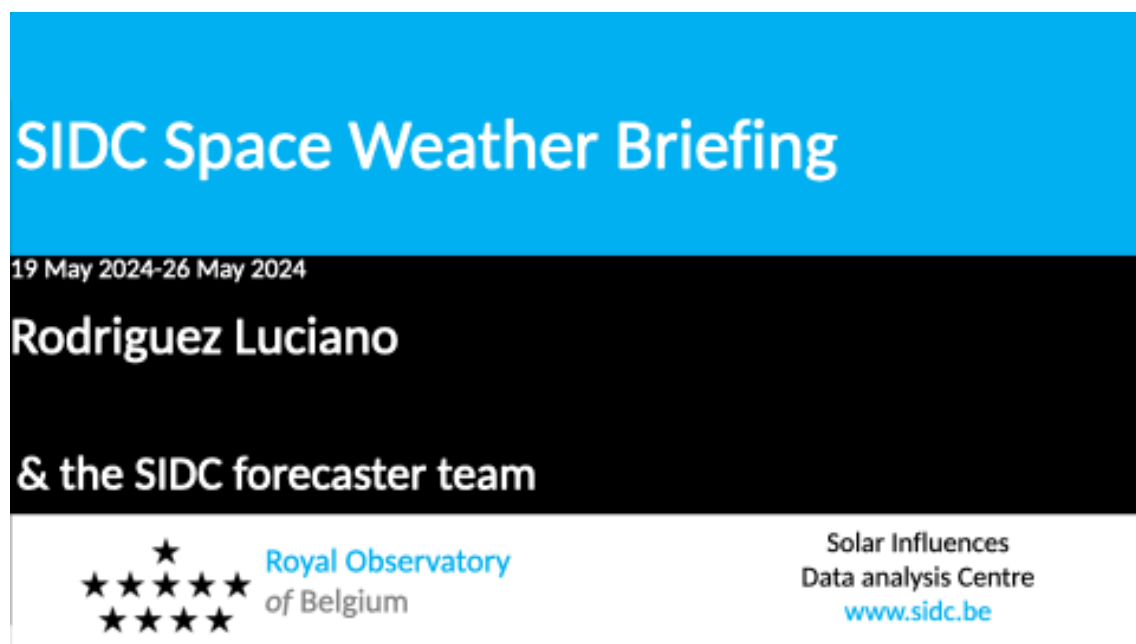 SIDC Space Weather Briefing
19 May 2024-26 May 2024
Rodriguez Luciano
& the SIDC forecaster team
Royal Observatory
of Belgium
Solar Influences
Data analysis Centre
www.sidc.be